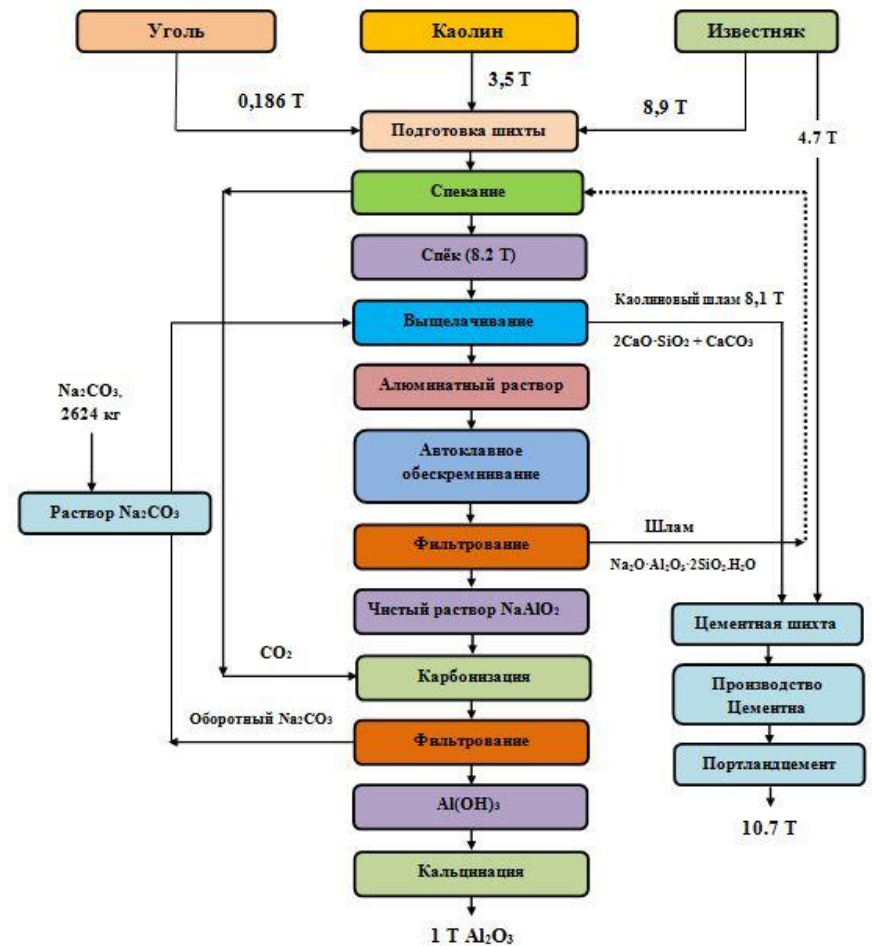 Уголь
Каолин
Известняк
0,186 Т
3,5 Т
8,9 Т
4.7 Т
Подготовка шихты
Спекание
Спёк (8.2 Т)
Каолиновый шлам 8,1 Т
Выщелачивание
2CaO·SiO₂ + CaCO₃
Алюминатный раствор
Na₂CO₃,
2624 кг
Автоклавное
обескремнивание
Раствор Na₂CO₃
Шлам
Фильтрование
Na₂O·Al₂O₃·2SiO₂.H₂O
Чистый раствор NaAlO₂
Цементная шихта
CO₂
Карбонизация
Производство
Цементна
Оборотный Na₂CO₃
Фильтрование
Портландцемент
Al(OH)₃
10.7 Т
Кальцинация
1 Т Al₂O₃